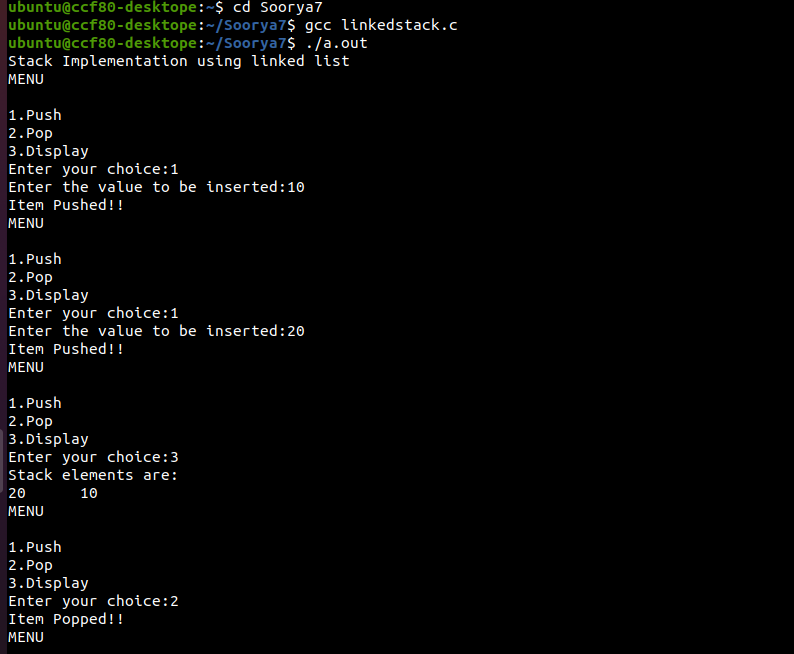 ubuntu@ccf80-desktope:~$ cd Soorya7
ubuntu@ccf80-desktope:~/Soorya7$ gcc linkedstack.c
ubuntu@ccf80-desktope:~/Soorya7$ ./a.out
Stack Implementation using linked list
MENU
1.Push
2.Pop
3.Display
Enter your choice:1
Enter the value to be inserted:10
Item Pushed!!
MENU
1.Push
2.Pop
3.Display
Enter your choice:1
Enter the value to be inserted:20
Item Pushed!!
MENU
1.Push
2.Pop
3.Display
Enter your choice:3
Stack elements are:
20      10
MENU
1.Push
2.Pop
3.Display
Enter your choice:2
Item Popped!!
MENU